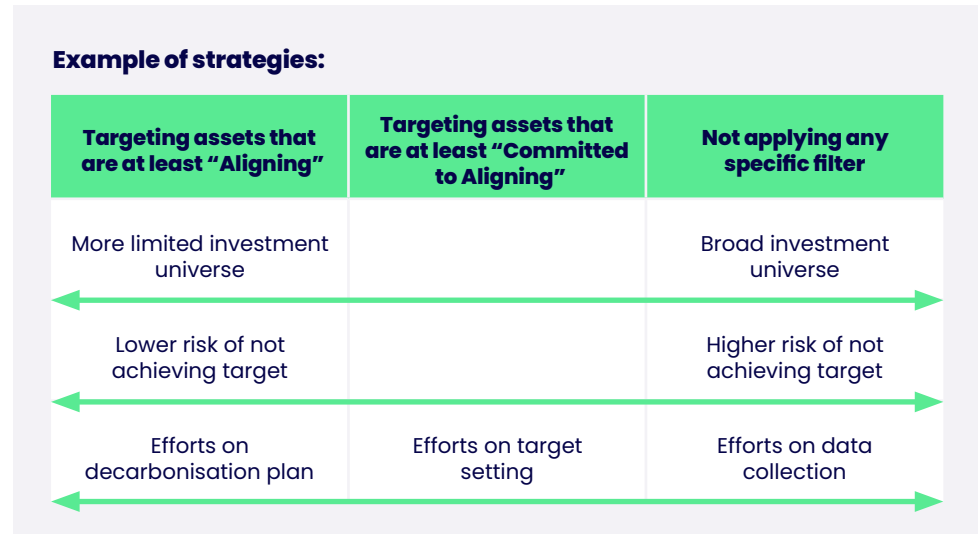 Example of strategies:
Targeting assets that
are at least “Aligning”
Targeting assets that
are at least “Committed
to Aligning”
Not applying any
specific filter
More limited investment
universe
Broad investment
universe
Lower risk of not
achieving target
Higher risk of not
achieving target
Efforts on
decarbonisation plan
Efforts on target
setting
Efforts on data
collection